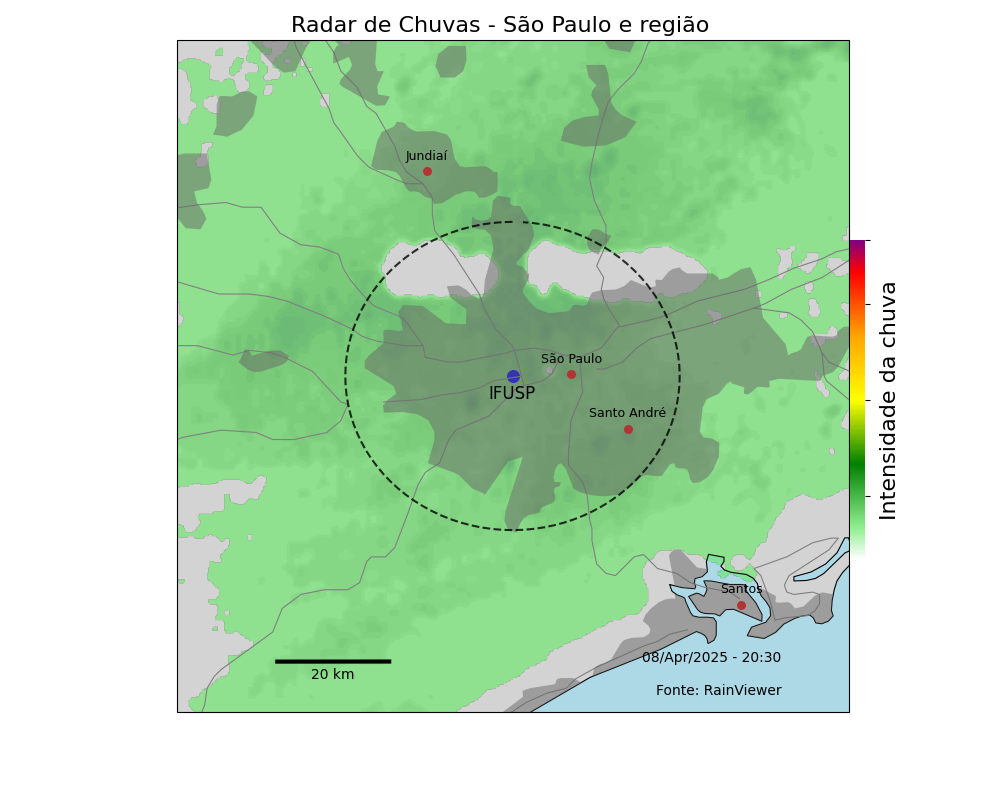 Radar de Chuvas - São Paulo e região
Jundiaí
São Paulo
IFUSP
Santo André
Intensidade da chuva
Santos
08/Apr/2025 - 20:30
20 km
Fonte: RainViewer